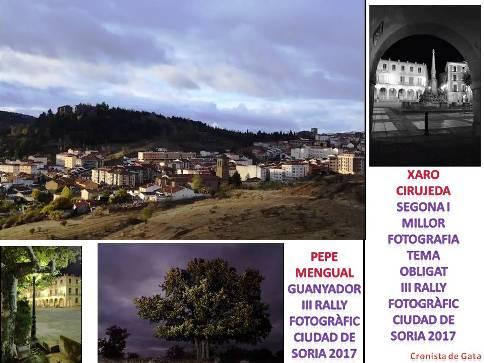 XARO
CIRUJEDA
SEGONA I
MILLOR
FOTOGRAFIA
TEMA
OBLIGAT
III RALLY
FOTOGRÀFIC
CIUDAD DE
SORIA 2017
PEPE
MENGUAL
GUANYADOR
III RALLY
FOTOGRÀFIC
CIUDAD DE
SORIA 2017
Cronista de Gata